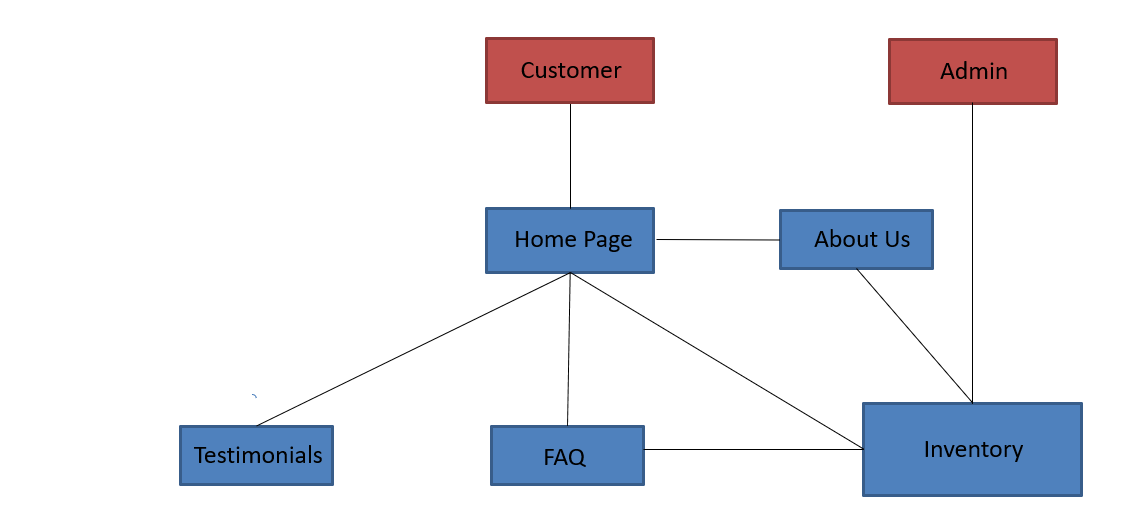 Customer
Admin
Home Page
About Us
Testimonials
FAQ
Inventory